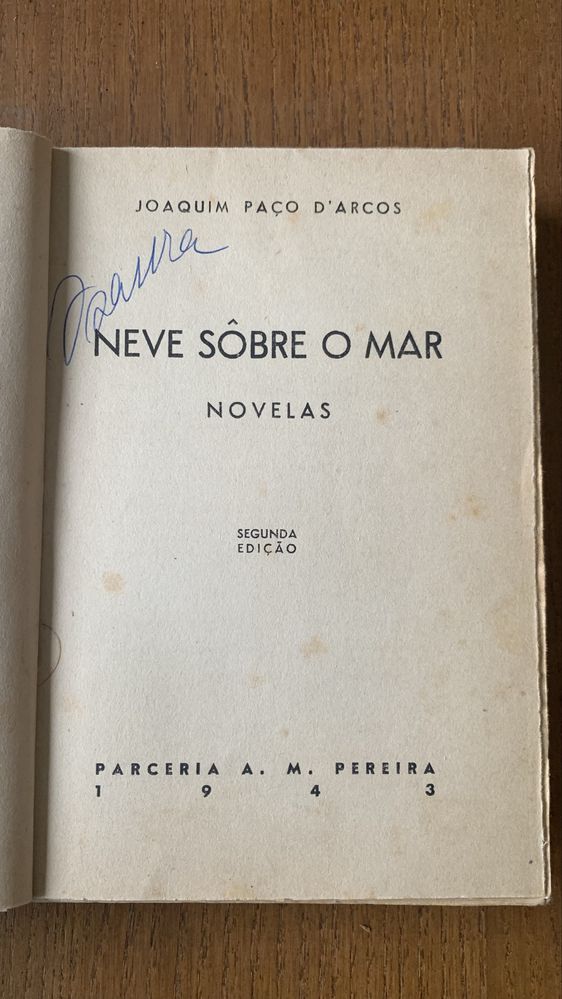 JOAQUIM PAÇO D'ARCOS
NEVE SÔBRE O MAR
NOVELAS
SEGUNDA
EDIÇÃO
PARCERIA A. M. PEREIRA
1 9 4 3